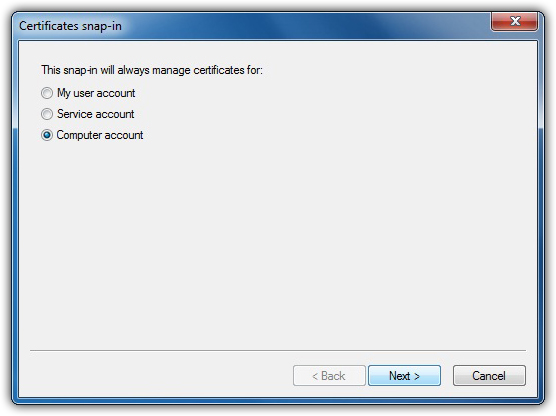 Certificates snap-in
This snap-in will always manage certificates for:
My user account
Service account
Computer account
< Back Next > Cancel